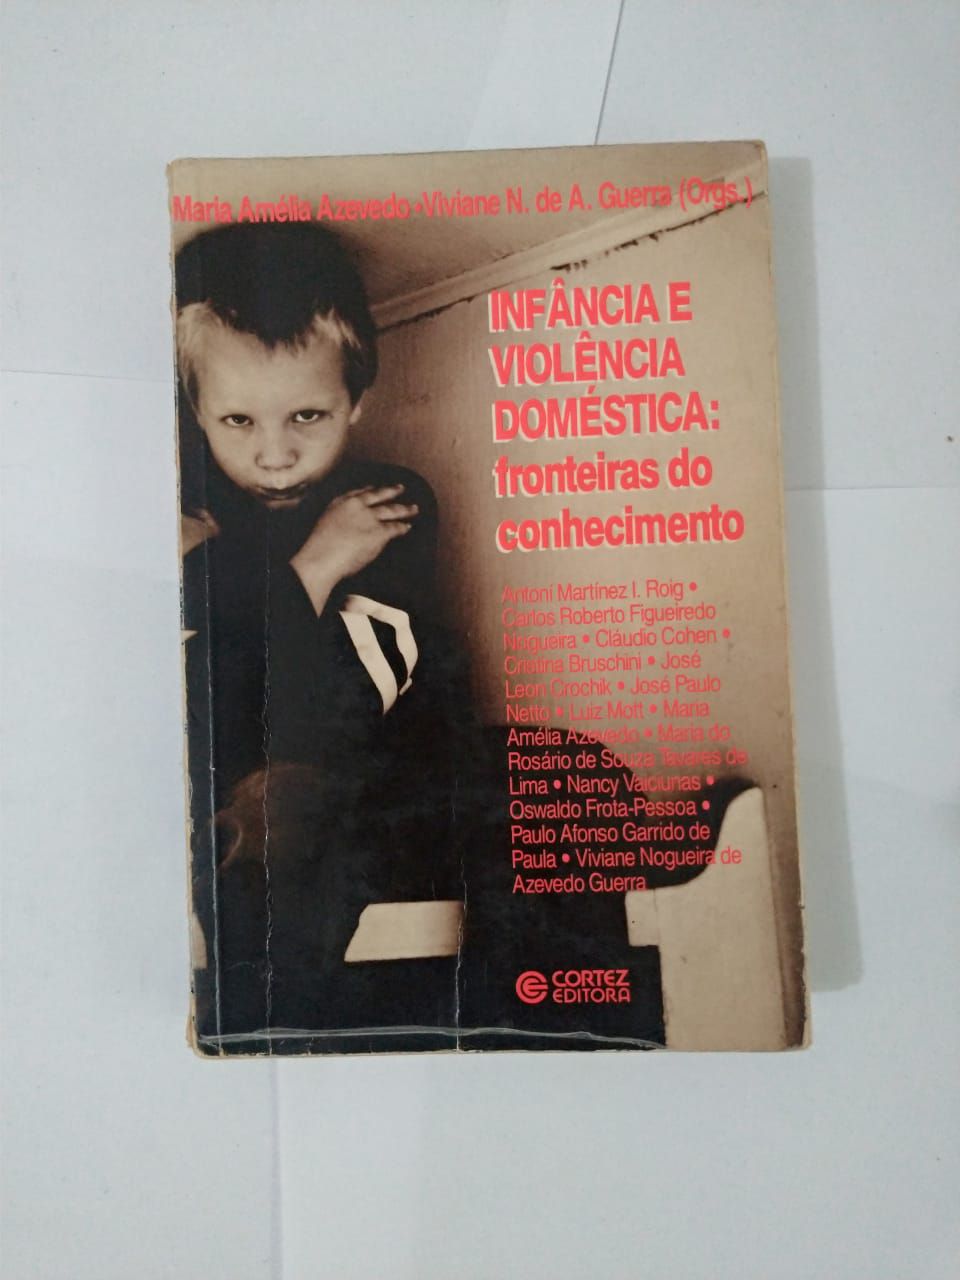 Maria Amélia Azevedo • Viviane N. de A. Guerra (Orgs.)
INFÂNCIA E
VIOLÊNCIA
DOMÉSTICA:
fronteiras do
conhecimento
Antoní Martínez I. Roig •
Carlos Roberto Figueiredo
Nogueira • Cláudio Cohen •
Cristina Bruschini • José
Leon Crochik • José Paulo
Netto • Luiz Mott • Maria
Amélia Azevedo • Maria do
Rosário de Souza Tavares de
Lima • Nancy Vaiciunas •
Oswaldo Frota-Pessoa •
Paulo Afonso Garrido de
Paula • Viviane Nogueira de
Azevedo Guerra
CORTEZ
EDITORA